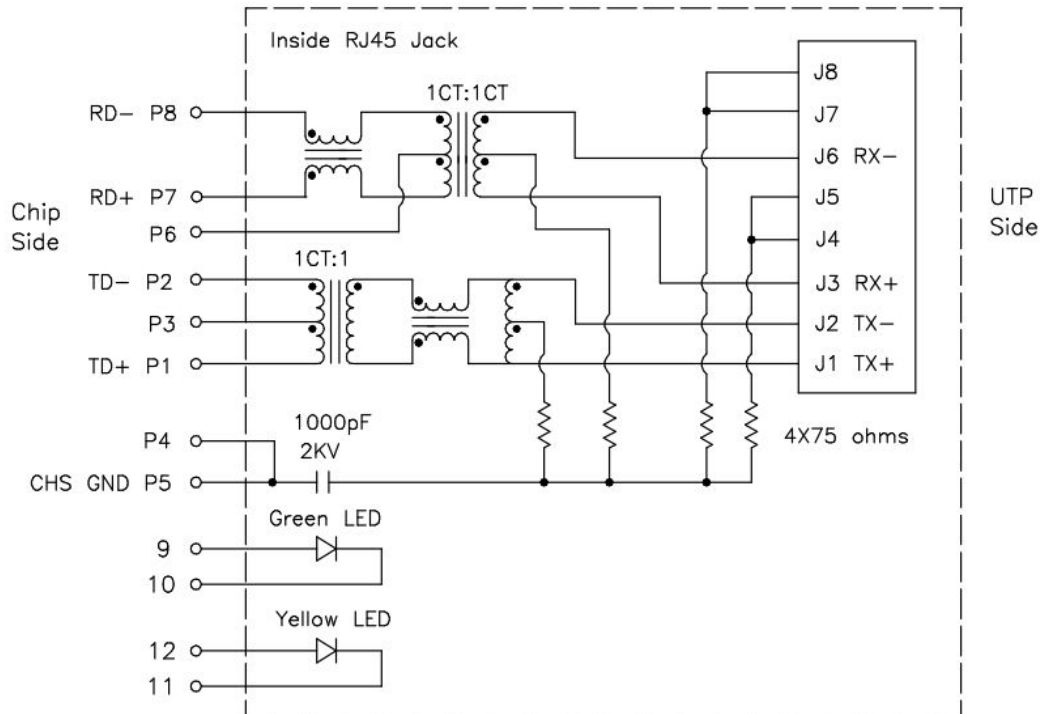 Inside RJ45 Jack
1CT:1CT
RD- P8
RD+ P7
P6
Chip
Side
1CT:1
TD- P2
P3
TD+ P1
P4
CHS GND P5
1000pF
2KV
Green LED
9
10
Yellow LED
12
11
J8
J7
J6 RX-
J5
J4
J3 RX+
J2 TX-
J1 TX+
UTP
Side
4X75 ohms